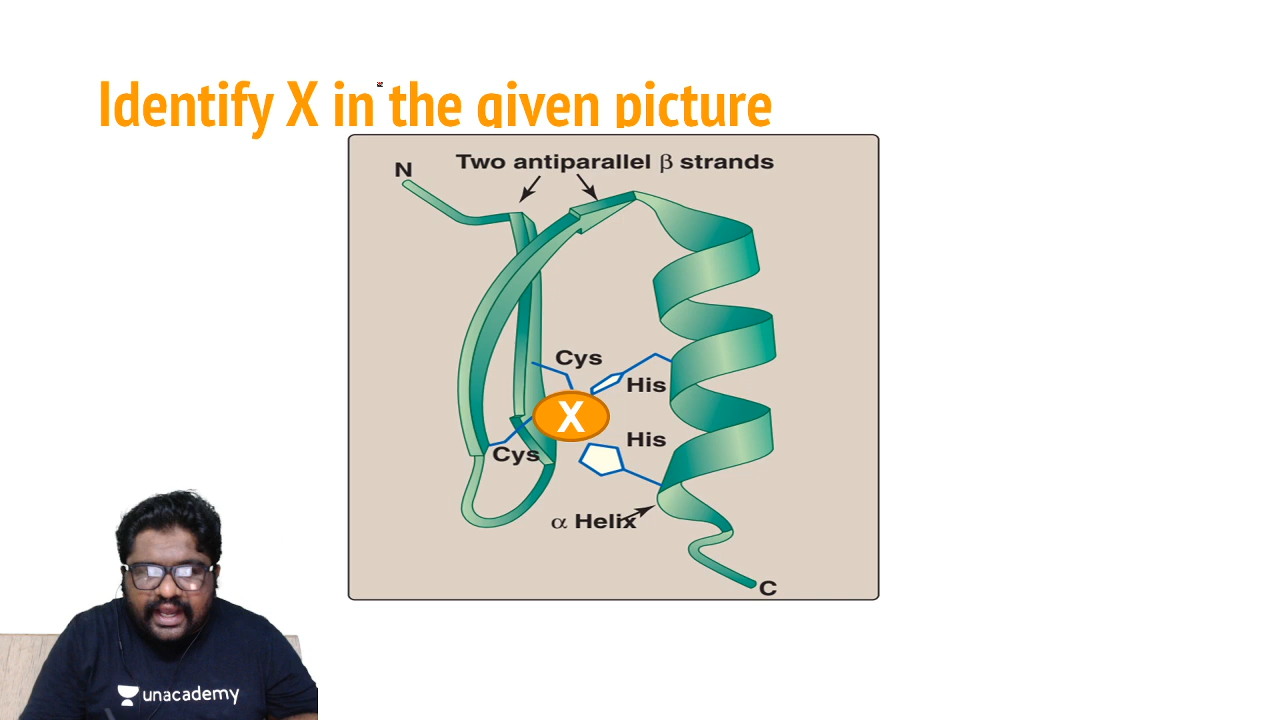 Identify X in the given picture
N
Two antiparallel β strands
Cys
His
X
His
Cys
α Helix
C
unacademy